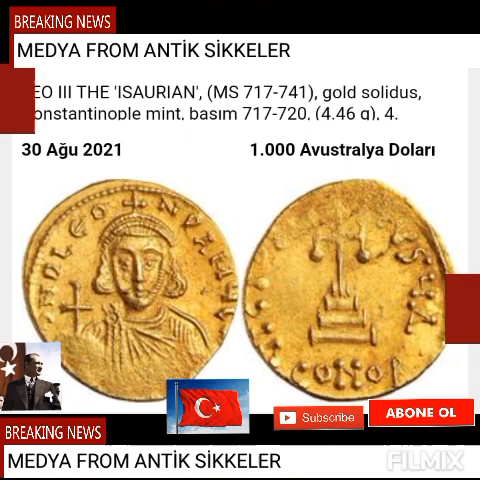 BREAKING NEWS
MEDYA FROM ANTİK SİKKELER
EO III THE 'ISAURIAN', (MS 717-741), gold solidus,
onstantinople mint, basım 717-720, (4.46 g), 4.
30 Ağu 2021 1.000 Avustralya Doları
CONOB
Subscribe
ABONE OL
BREAKING NEWS
MEDYA FROM ANTİK SİKKELER
FILMIX